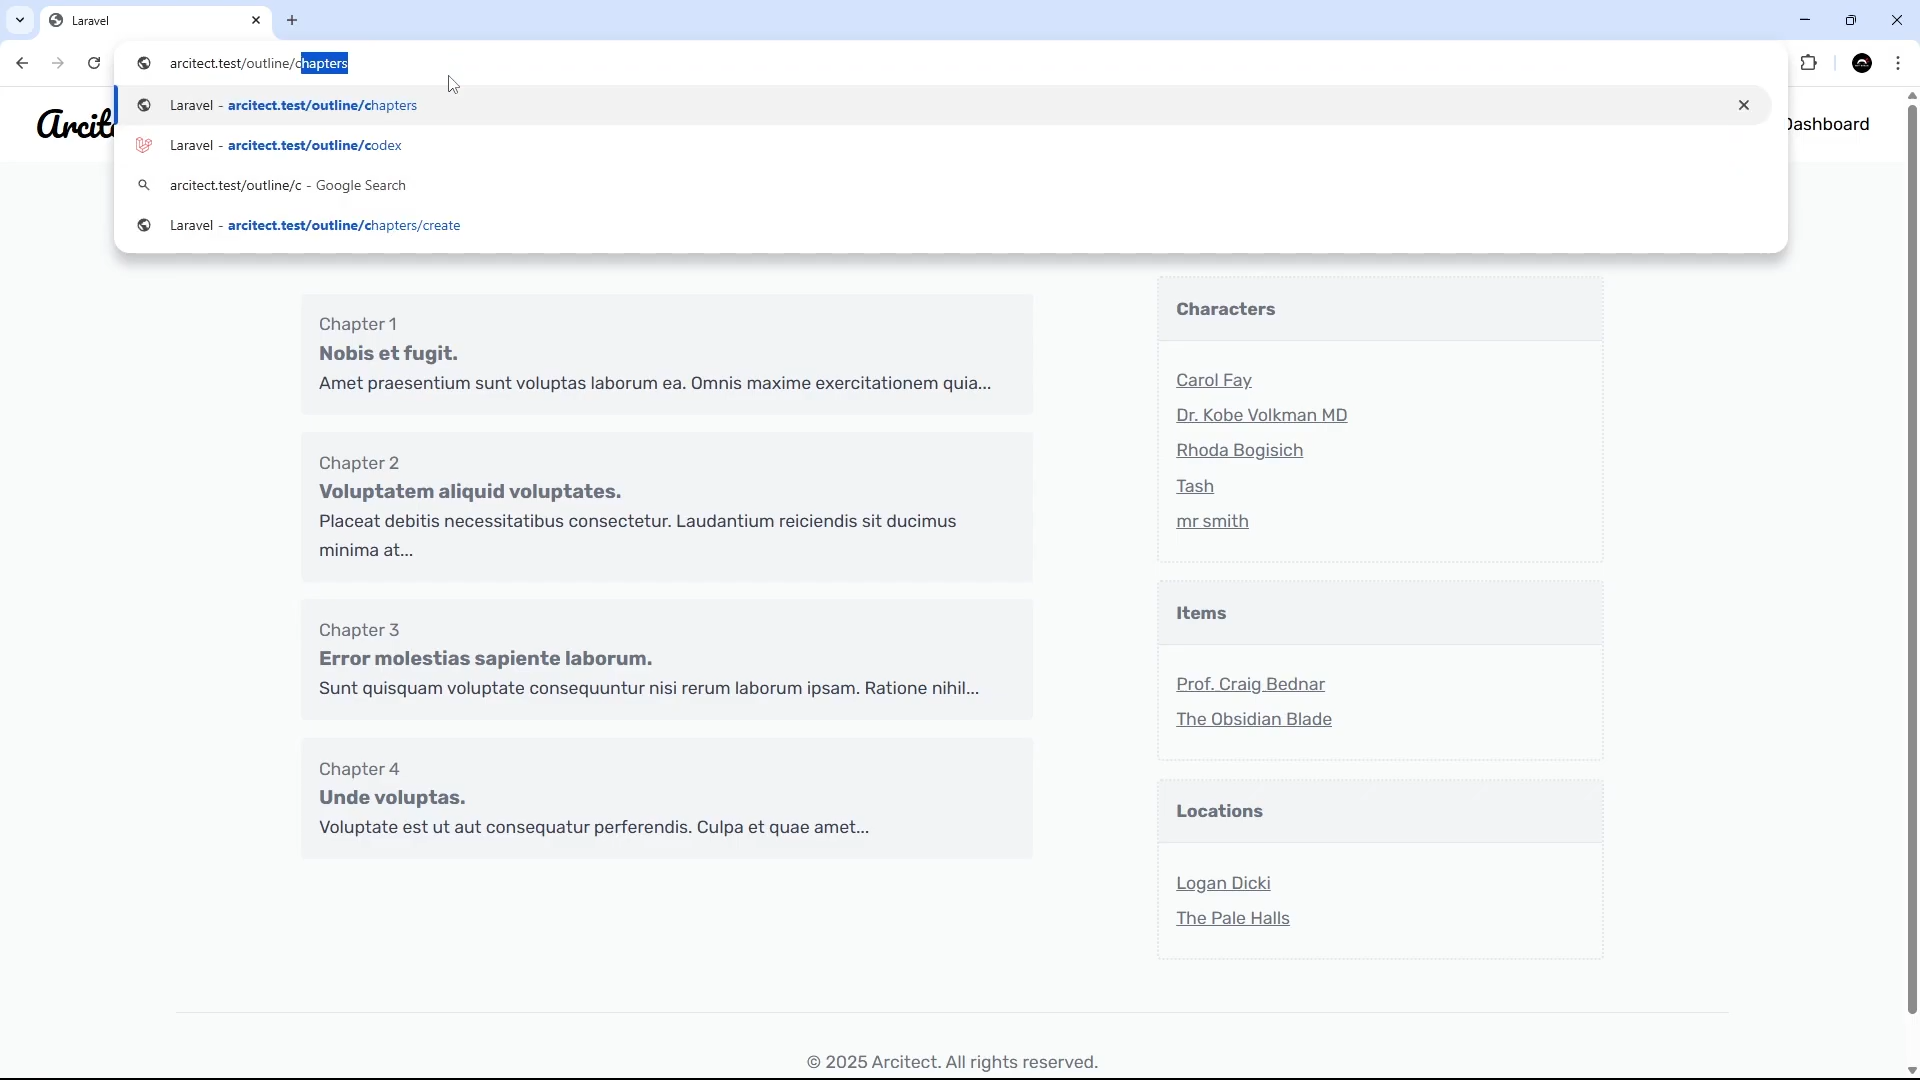 Laravel
arcitect.test/outline/chapters
Laravel - arcitect.test/outline/chapters
Laravel - arcitect.test/outline/codex
arcitect.test/outline/c - Google Search
Laravel - arcitect.test/outline/chapters/create
Arcit
Dashboard
Chapter 1
Nobis et fugit.
Amet praesentium sunt voluptas laborum ea. Omnis maxime exercitationem quia...
Chapter 2
Voluptatem aliquid voluptates.
Placeat debitis necessitatibus consectetur. Laudantium reiciendis sit ducimus
minima at...
Chapter 3
Error molestias sapiente laborum.
Sunt quisquam voluptate consequuntur nisi rerum laborum ipsam. Ratione nihil...
Chapter 4
Unde voluptas.
Voluptate est ut aut consequatur perferendis. Culpa et quae amet...
Characters
Carol Fay
Dr. Kobe Volkman MD
Rhoda Bogisich
Tash
mr smith
Items
Prof. Craig Bednar
The Obsidian Blade
Locations
Logan Dicki
The Pale Halls
© 2025 Arcitect. All rights reserved.